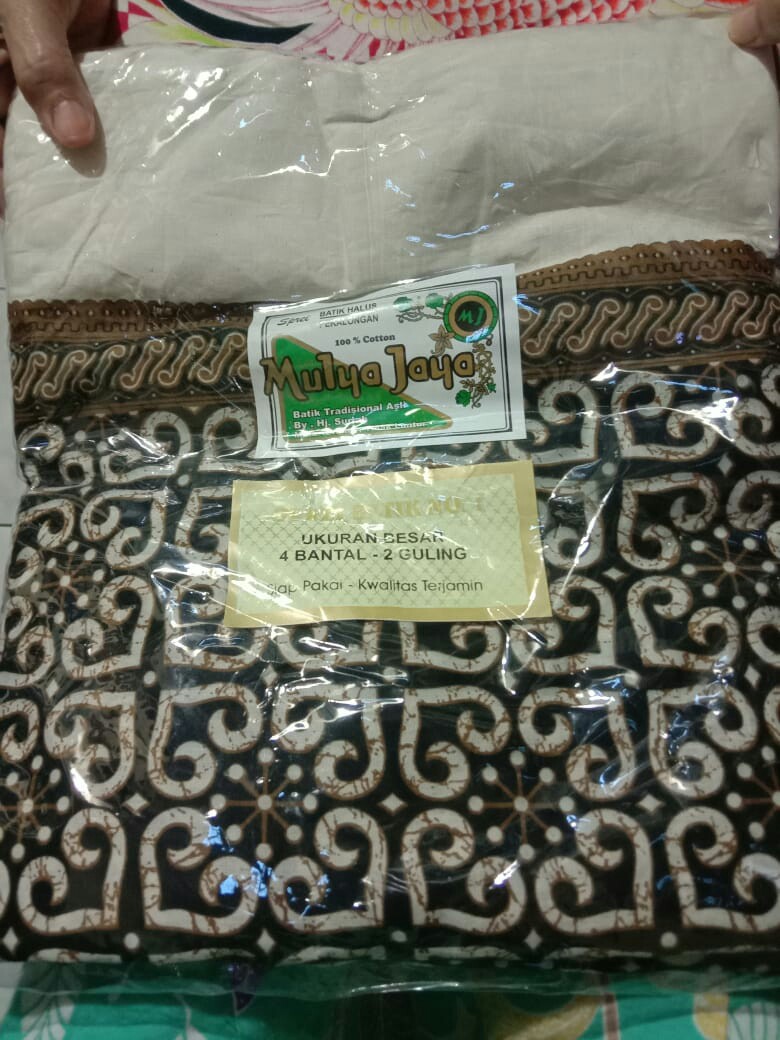 Sprei BATIK HALUS
PEKALONGAN
MJ
100 % Cotton
Mulya Jaya
Batik Tradisional Asli
By . Hj.
UKURAN BESAR
4 BANTAL - 2 GULING
Siap Pakai - Kwalitas Terjamin